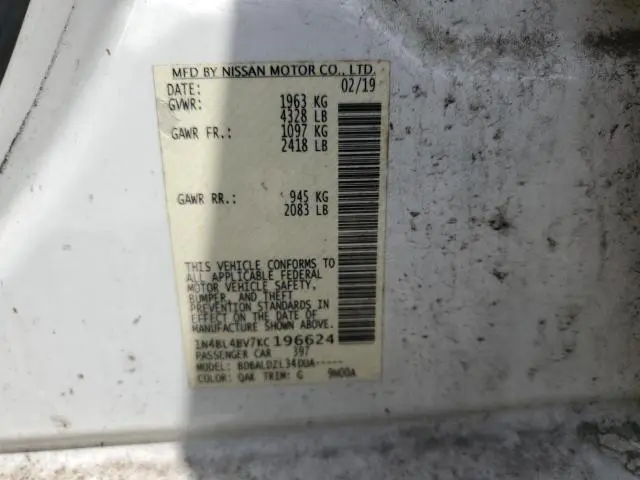 MFD BY NISSAN MOTOR CO., LTD.
DATE: 02/19
GVWR: 1963 KG
4328 LB
GAWR FR.: 1097 KG
2418 LB
GAWR RR.: 945 KG
2083 LB
THIS VEHICLE CONFORMS TO
ALL APPLICABLE FEDERAL
MOTOR VEHICLE SAFETY,
BUMPER, AND THEFT
PREVENTION STANDARDS IN
EFFECT ON THE DATE OF
MANUFACTURE SHOWN ABOVE.
1N4BL4BV7KC196624
PASSENGER CAR 397
MODEL: BDBALDZL34DDA-----
COLOR: QAK TRIM: G 9N00A